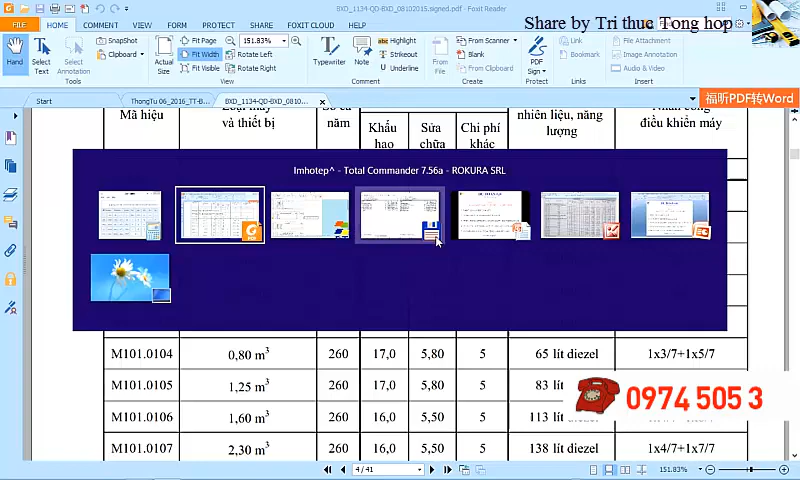 BXD_1134-QD-BXD_08102015.signed.pdf - Foxit Reader
Share by Tri thuc Tong hop
FILE HOME COMMENT VIEW FORM PROTECT SHARE FOXIT CLOUD HELP
Hand
Select Text
Select Annotation
SnapShot
Clipboard
Tools
Actual Size
Fit Page
Fit Width
Fit Visible
151.83%
Rotate Left
Rotate Right
View
Typewriter
Note
Highlight
Strikeout
Underline
Comment
From File
From Scanner
Blank
From Clipboard
Create
PDF Sign
Protect
Link
Bookmark
Links
File Attachment
Image Annotation
Audio & Video
Insert
Start
ThongTu 06_2016_TT-B...
BXD_1134-QD-BXD_0810...
福昕PDF转Word
Mã hiệu
và thiết bị
năm
Khấu hao
Sửa chữa
Chi phí khác
nhiên liệu, năng lượng
điều khiển máy
Imhotep^ - Total Commander 7.56a - ROKURA SRL
M101.0104 0,80 m³ 260 17,0 5,80 5 65 lít diezel 1x3/7+1x5/7
M101.0105 1,25 m³ 260 17,0 5,80 5 83 lít
M101.0106 1,60 m³ 260 16,0 5,50 5 113 lít
M101.0107 2,30 m³ 260 16,0 5,50 5 138 lít diezel 1x4/7+1x7/7
0974 505 3
4 / 41
151.83%